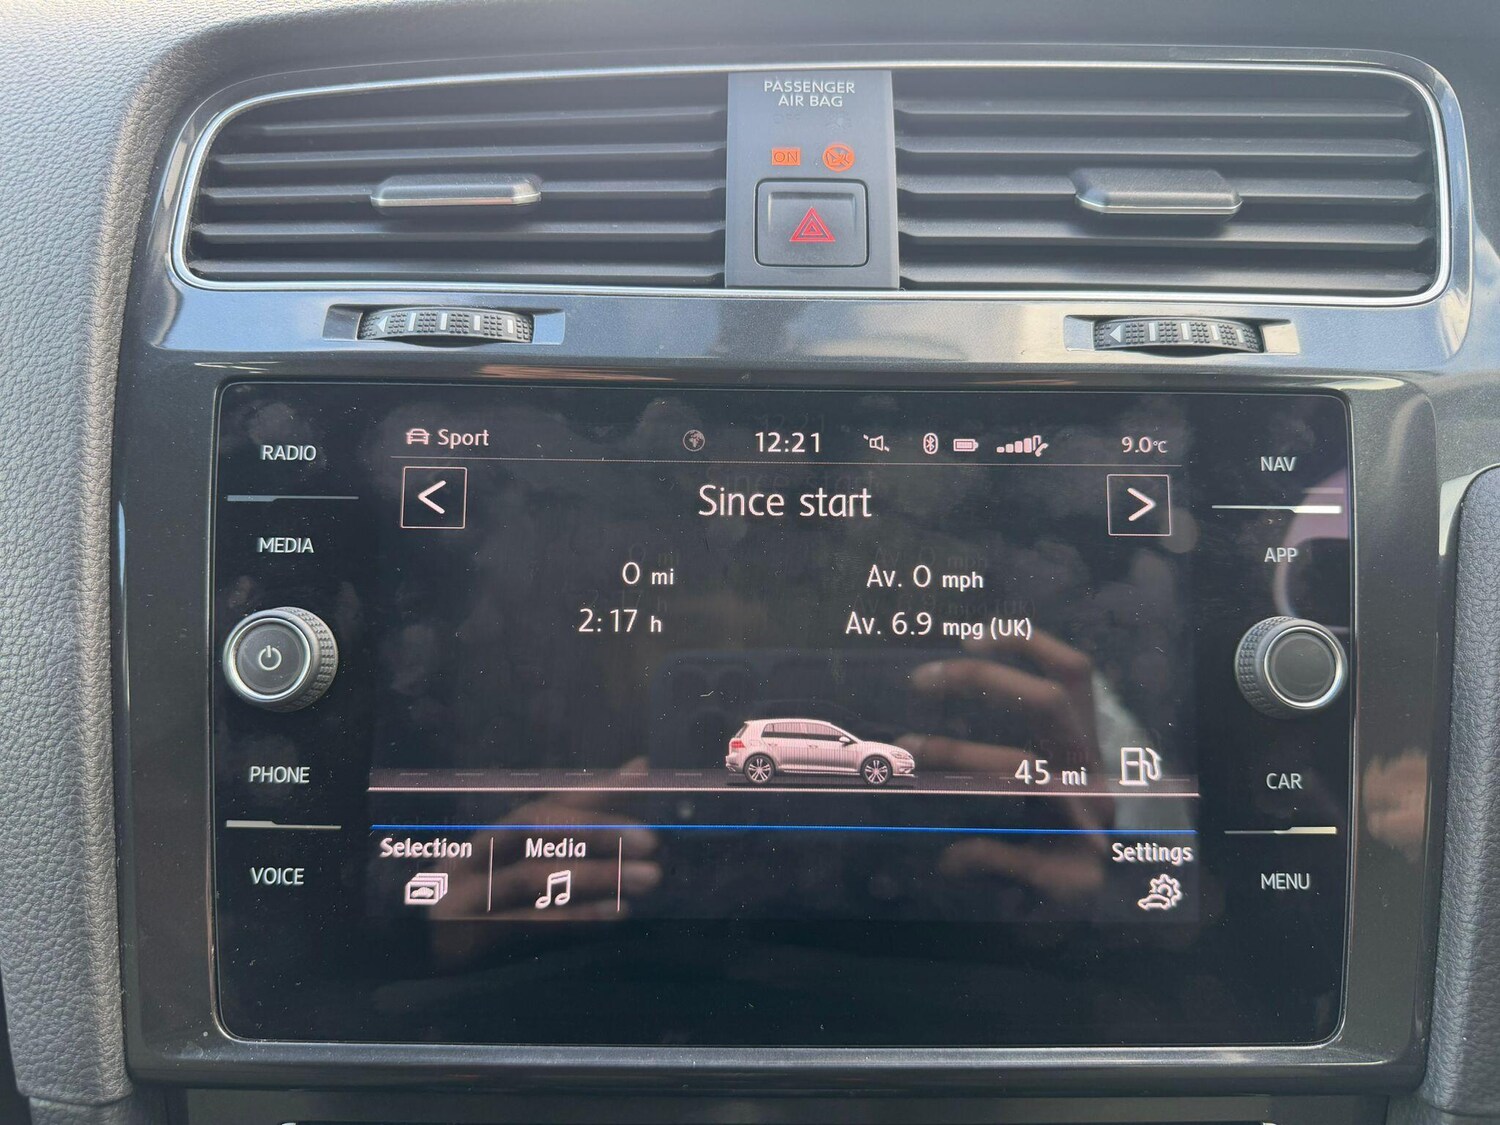 PASSENGER
AIR BAG
ON
RADIO
MEDIA
PHONE
VOICE
Sport
12:21
9.0°C
<
Since start
>
0 mi
Av. 0 mph
2:17 h
Av. 6.9 mpg (UK)
45 mi
Selection
Media
Settings
NAV
APP
CAR
MENU